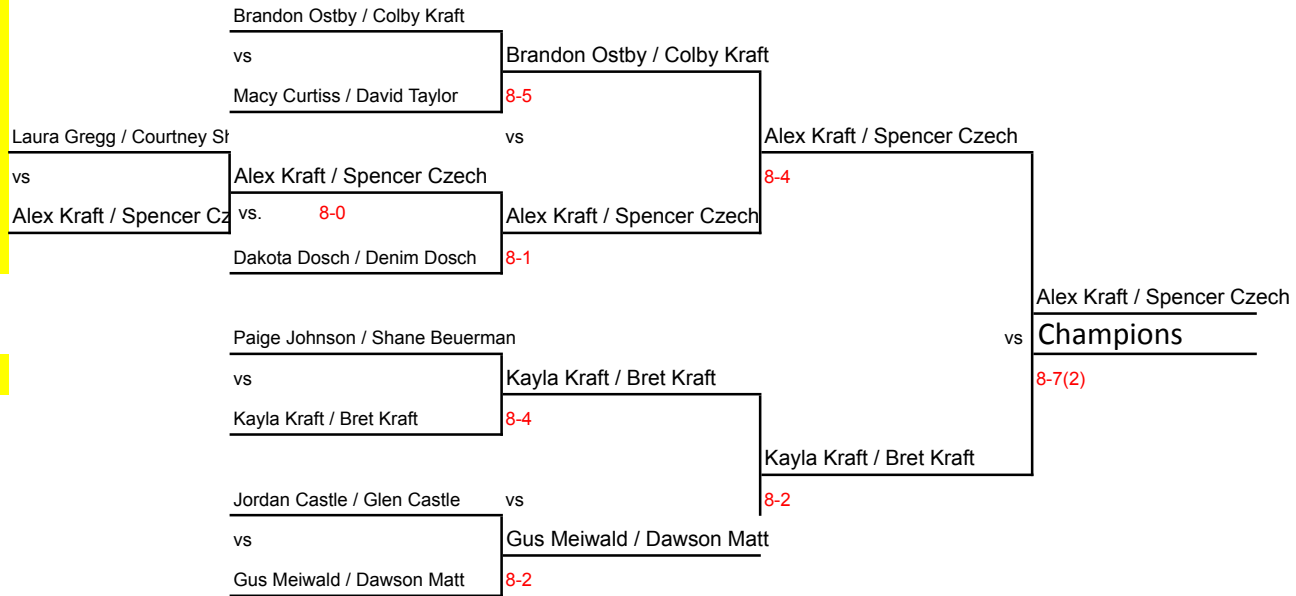 Brandon Ostby / Colby Kraft
vs
Brandon Ostby / Colby Kraft
Macy Curtiss / David Taylor
8-5
Laura Gregg / Courtney
vs
Alex Kraft / Spencer Czech
vs
Alex Kraft / Spencer Czech
8-4
Alex Kraft / Spencer Cz
vs.
8-0
Alex Kraft / Spencer Czech
Dakota Dosch / Denim Dosch
8-1
Alex Kraft / Spencer Czech
Paige Johnson / Shane Beuerman
vs
Champions
vs
Kayla Kraft / Bret Kraft
8-7(2)
Kayla Kraft / Bret Kraft
8-4
Kayla Kraft / Bret Kraft
Jordan Castle / Glen Castle
vs
8-2
vs
Gus Meiwald / Dawson Matt
Gus Meiwald / Dawson Matt
8-2